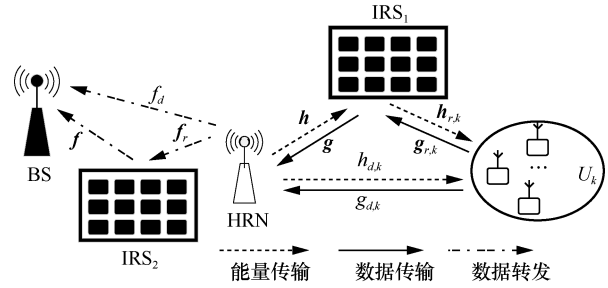 IRS₁
f_d
f
f_r
h
g
h_{r,k}
g_{r,k}
h_{d,k}
g_{d,k}
U_k
...
BS
HRN
IRS₂
能量传输 数据传输 数据转发